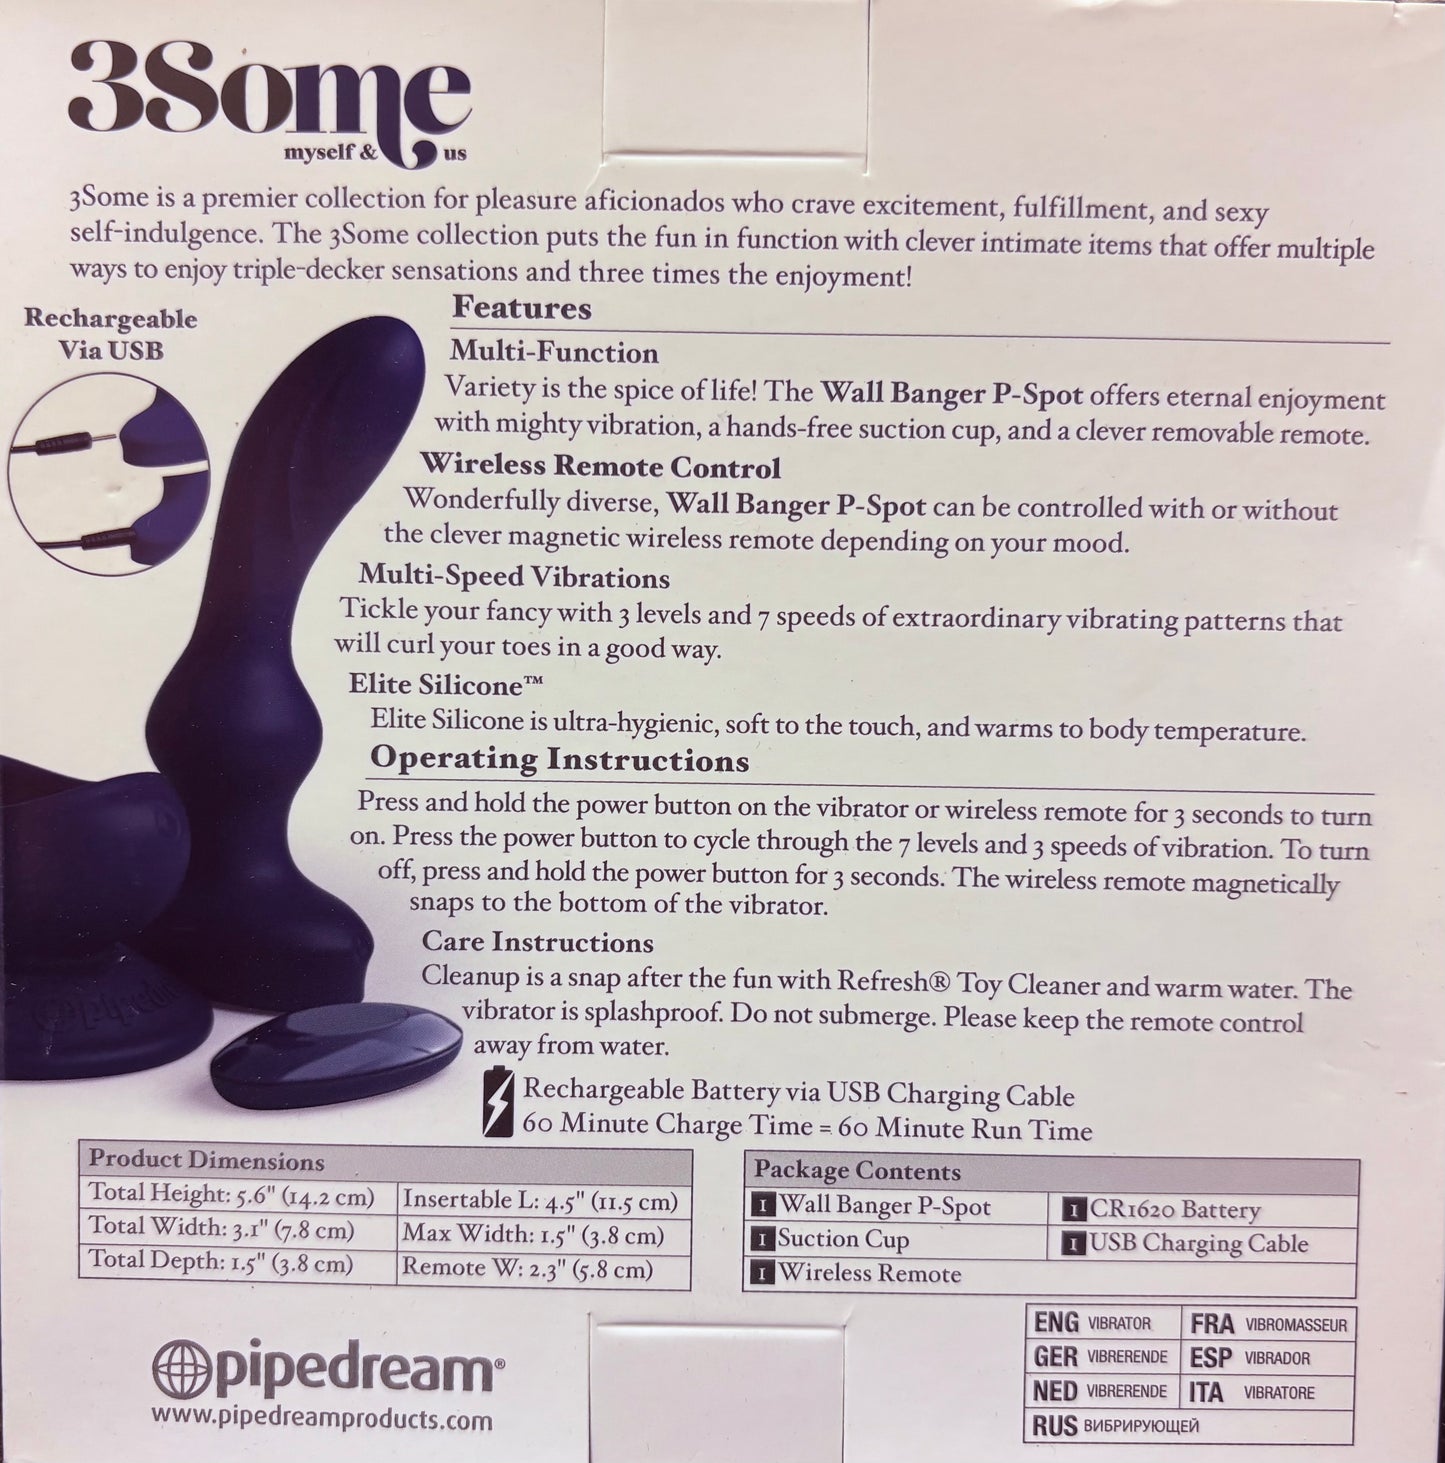 3Some
myself & us
3Some is a premier collection for pleasure aficionados who crave excitement, fulfillment, and sexy
self-indulgence. The 3Some collection puts the fun in function with clever intimate items that offer multiple
ways to enjoy triple-decker sensations and three times the enjoyment!
Rechargeable
Via USB
Features
Multi-Function
Variety is the spice of life! The Wall Banger P-Spot offers eternal enjoyment
with mighty vibration, a hands-free suction cup, and a clever removable remote.
Wireless Remote Control
Wonderfully diverse, Wall Banger P-Spot can be controlled with or without
the clever magnetic wireless remote depending on your mood.
Multi-Speed Vibrations
Tickle your fancy with 3 levels and 7 speeds of extraordinary vibrating patterns that
will curl your toes in a good way.
Elite Silicone™
Elite Silicone is ultra-hygienic, soft to the touch, and warms to body temperature.
Operating Instructions
Press and hold the power button on the vibrator or wireless remote for 3 seconds to turn
on. Press the power button to cycle through the 7 levels and 3 speeds of vibration. To turn
off, press and hold the power button for 3 seconds. The wireless remote magnetically
snaps to the bottom of the vibrator.
Care Instructions
Cleanup is a snap after the fun with Refresh® Toy Cleaner and warm water. The
vibrator is splashproof. Do not submerge. Please keep the remote control
away from water.
Rechargeable Battery via USB Charging Cable
60 Minute Charge Time = 60 Minute Run Time
Product Dimensions
Total Height: 5.6" (14.2 cm) Insertable L: 4.5" (11.5 cm)
Total Width: 3.1" (7.8 cm) Max Width: 1.5" (3.8 cm)
Total Depth: 1.5" (3.8 cm) Remote W: 2.3" (5.8 cm)
Package Contents
1 Wall Banger P-Spot 1 CR1620 Battery
1 Suction Cup 1 USB Charging Cable
1 Wireless Remote
pipedream®
www.pipedreamproducts.com
ENG VIBRATOR FRA VIBROMASSEUR
GER VIBRERENDE ESP VIBRADOR
NED VIBRERENDE ITA VIBRATORE
RUS ВИБРИРУЮЩЕЙ